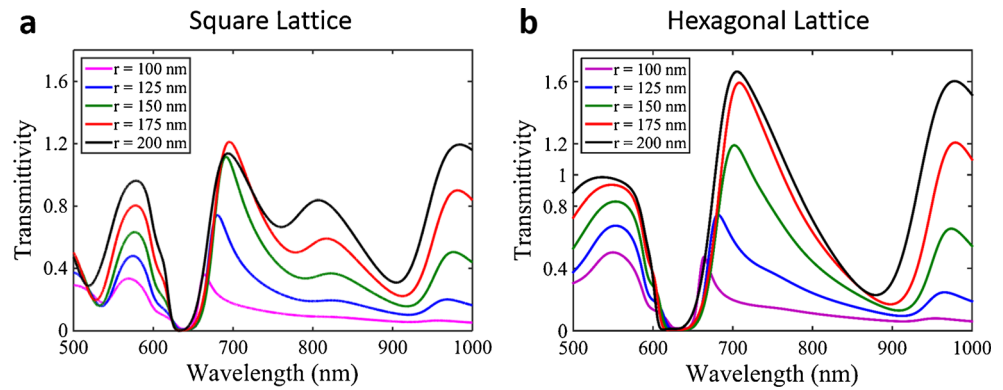 a
Square Lattice
Transmittivity
1.6
1.2
0.8
0.4
0
r = 100 nm
r = 125 nm
r = 150 nm
r = 175 nm
r = 200 nm
500 600 700 800 900 1000
Wavelength (nm)
b
Hexagonal Lattice
Transmittivity
1.6
1.2
1
0.8
0.4
0
r = 100 nm
r = 125 nm
r = 150 nm
r = 175 nm
r = 200 nm
500 600 700 800 900 1000
Wavelength (nm)